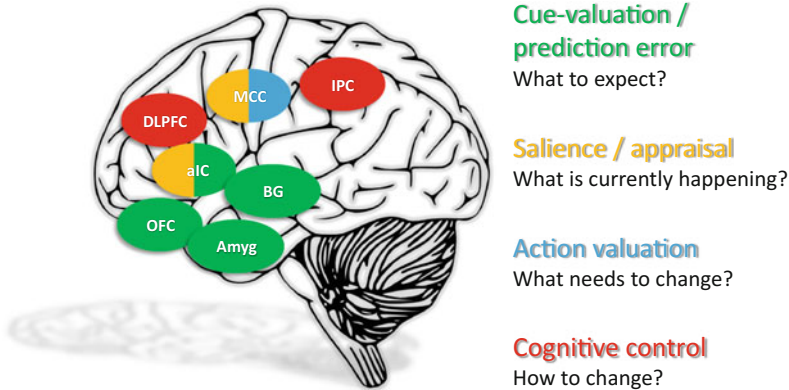 MCC
IPC
DLPFC
aIC
BG
OFC
Amyg
Cue-valuation /
prediction error
What to expect?
Salience / appraisal
What is currently happening?
Action valuation
What needs to change?
Cognitive control
How to change?